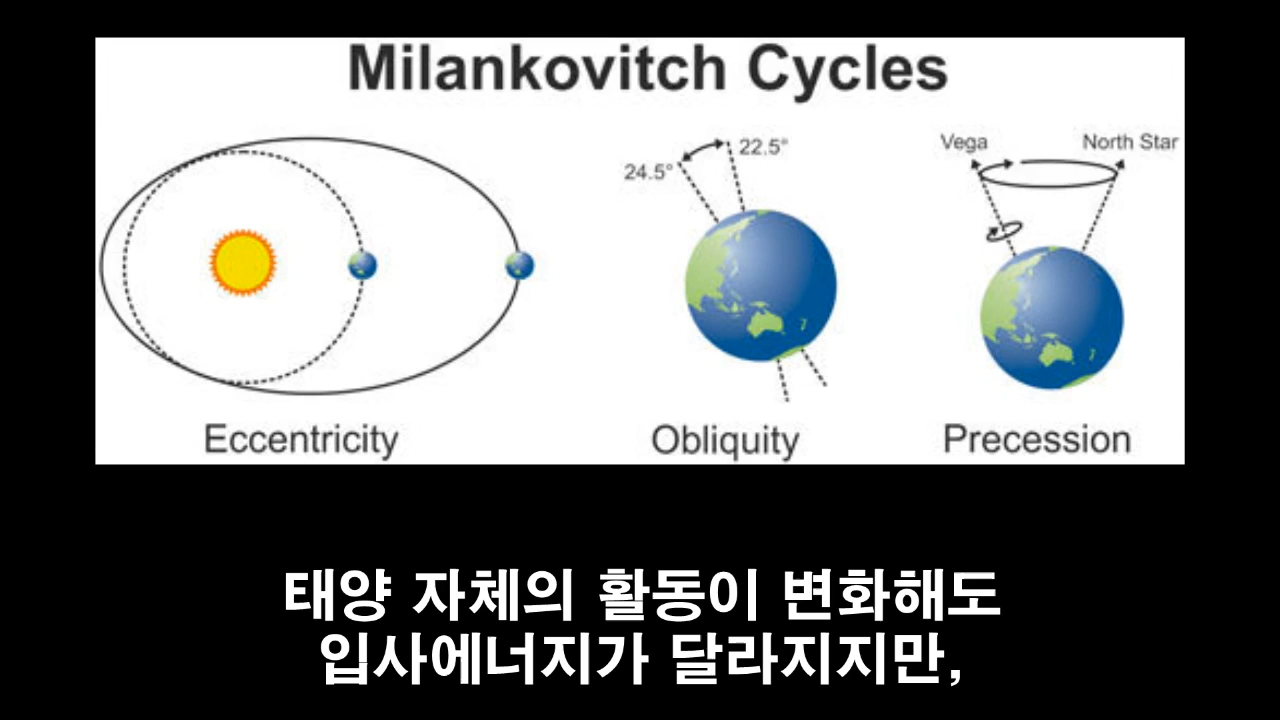 Milankovitch Cycles
24.5°
22.5°
Vega
North Star
Eccentricity
Obliquity
Precession
태양 자체의 활동이 변화해도
입사에너지가 달라지지만,